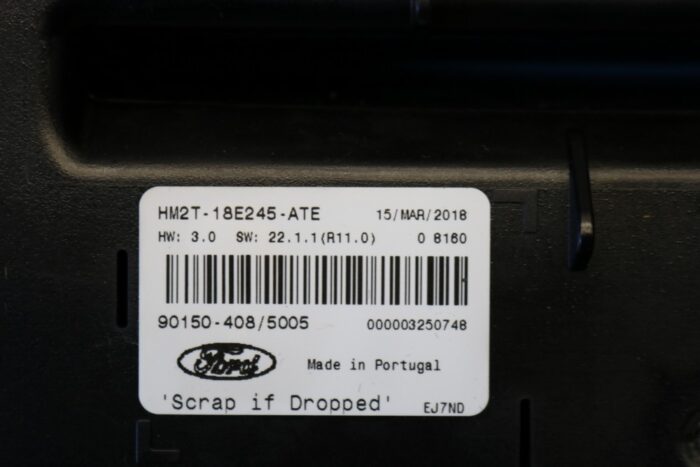 HM2T-18E245-ATE 15/MAR/2018
HW: 3.0 SW: 22.1.1(R11.0) 0 8160
90150-408/5005 000003250748
Ford Made in Portugal
'Scrap if Dropped' EJ7ND